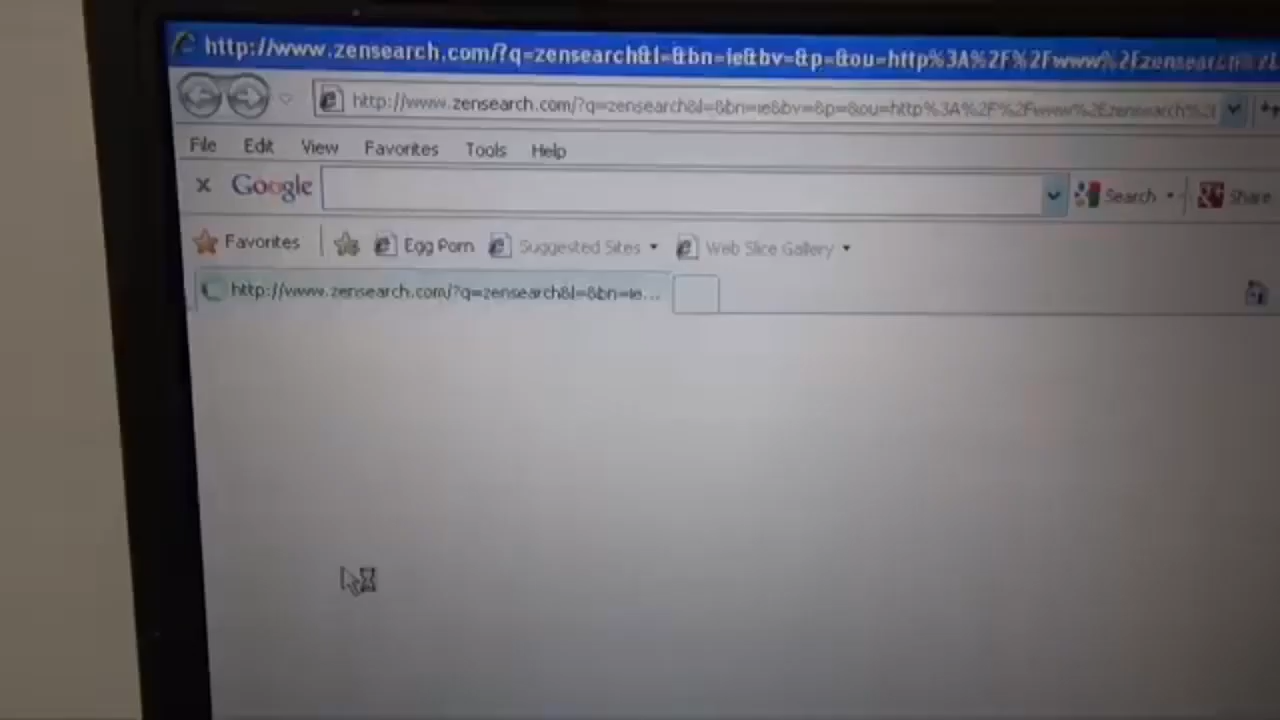 http://www.zensearch.com/?q=zensearch&l=&bn=ie&bv=&p=&ou=http%3A%2F%2Fwww%2Ezensearch%
http://www.zensearch.com/?q=zensearch&l=&bn=ie&bv=&p=&ou=http%3A%2F%2Fwww%2Ezensearch%2
File Edit View Favorites Tools Help
x Google Search Share
Favorites Egg Porn Suggested Sites Web Slice Gallery
http://www.zensearch.com/?q=zensearch&l=&bn=ie...